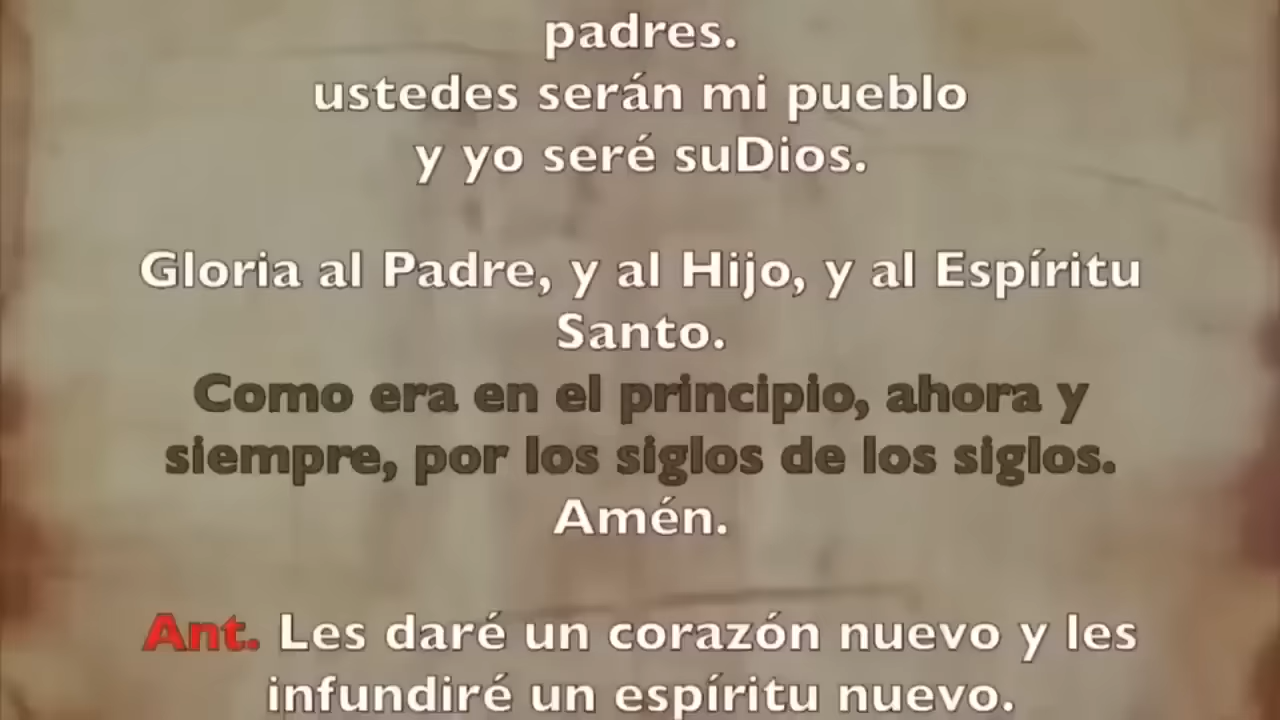 padres.
ustedes serán mi pueblo
y yo seré suDios.
Gloria al Padre, y al Hijo, y al Espíritu
Santo.
Como era en el principio, ahora y
siempre, por los siglos de los siglos.
Amén.
Ant. Les daré un corazón nuevo y les
infundiré un espíritu nuevo.